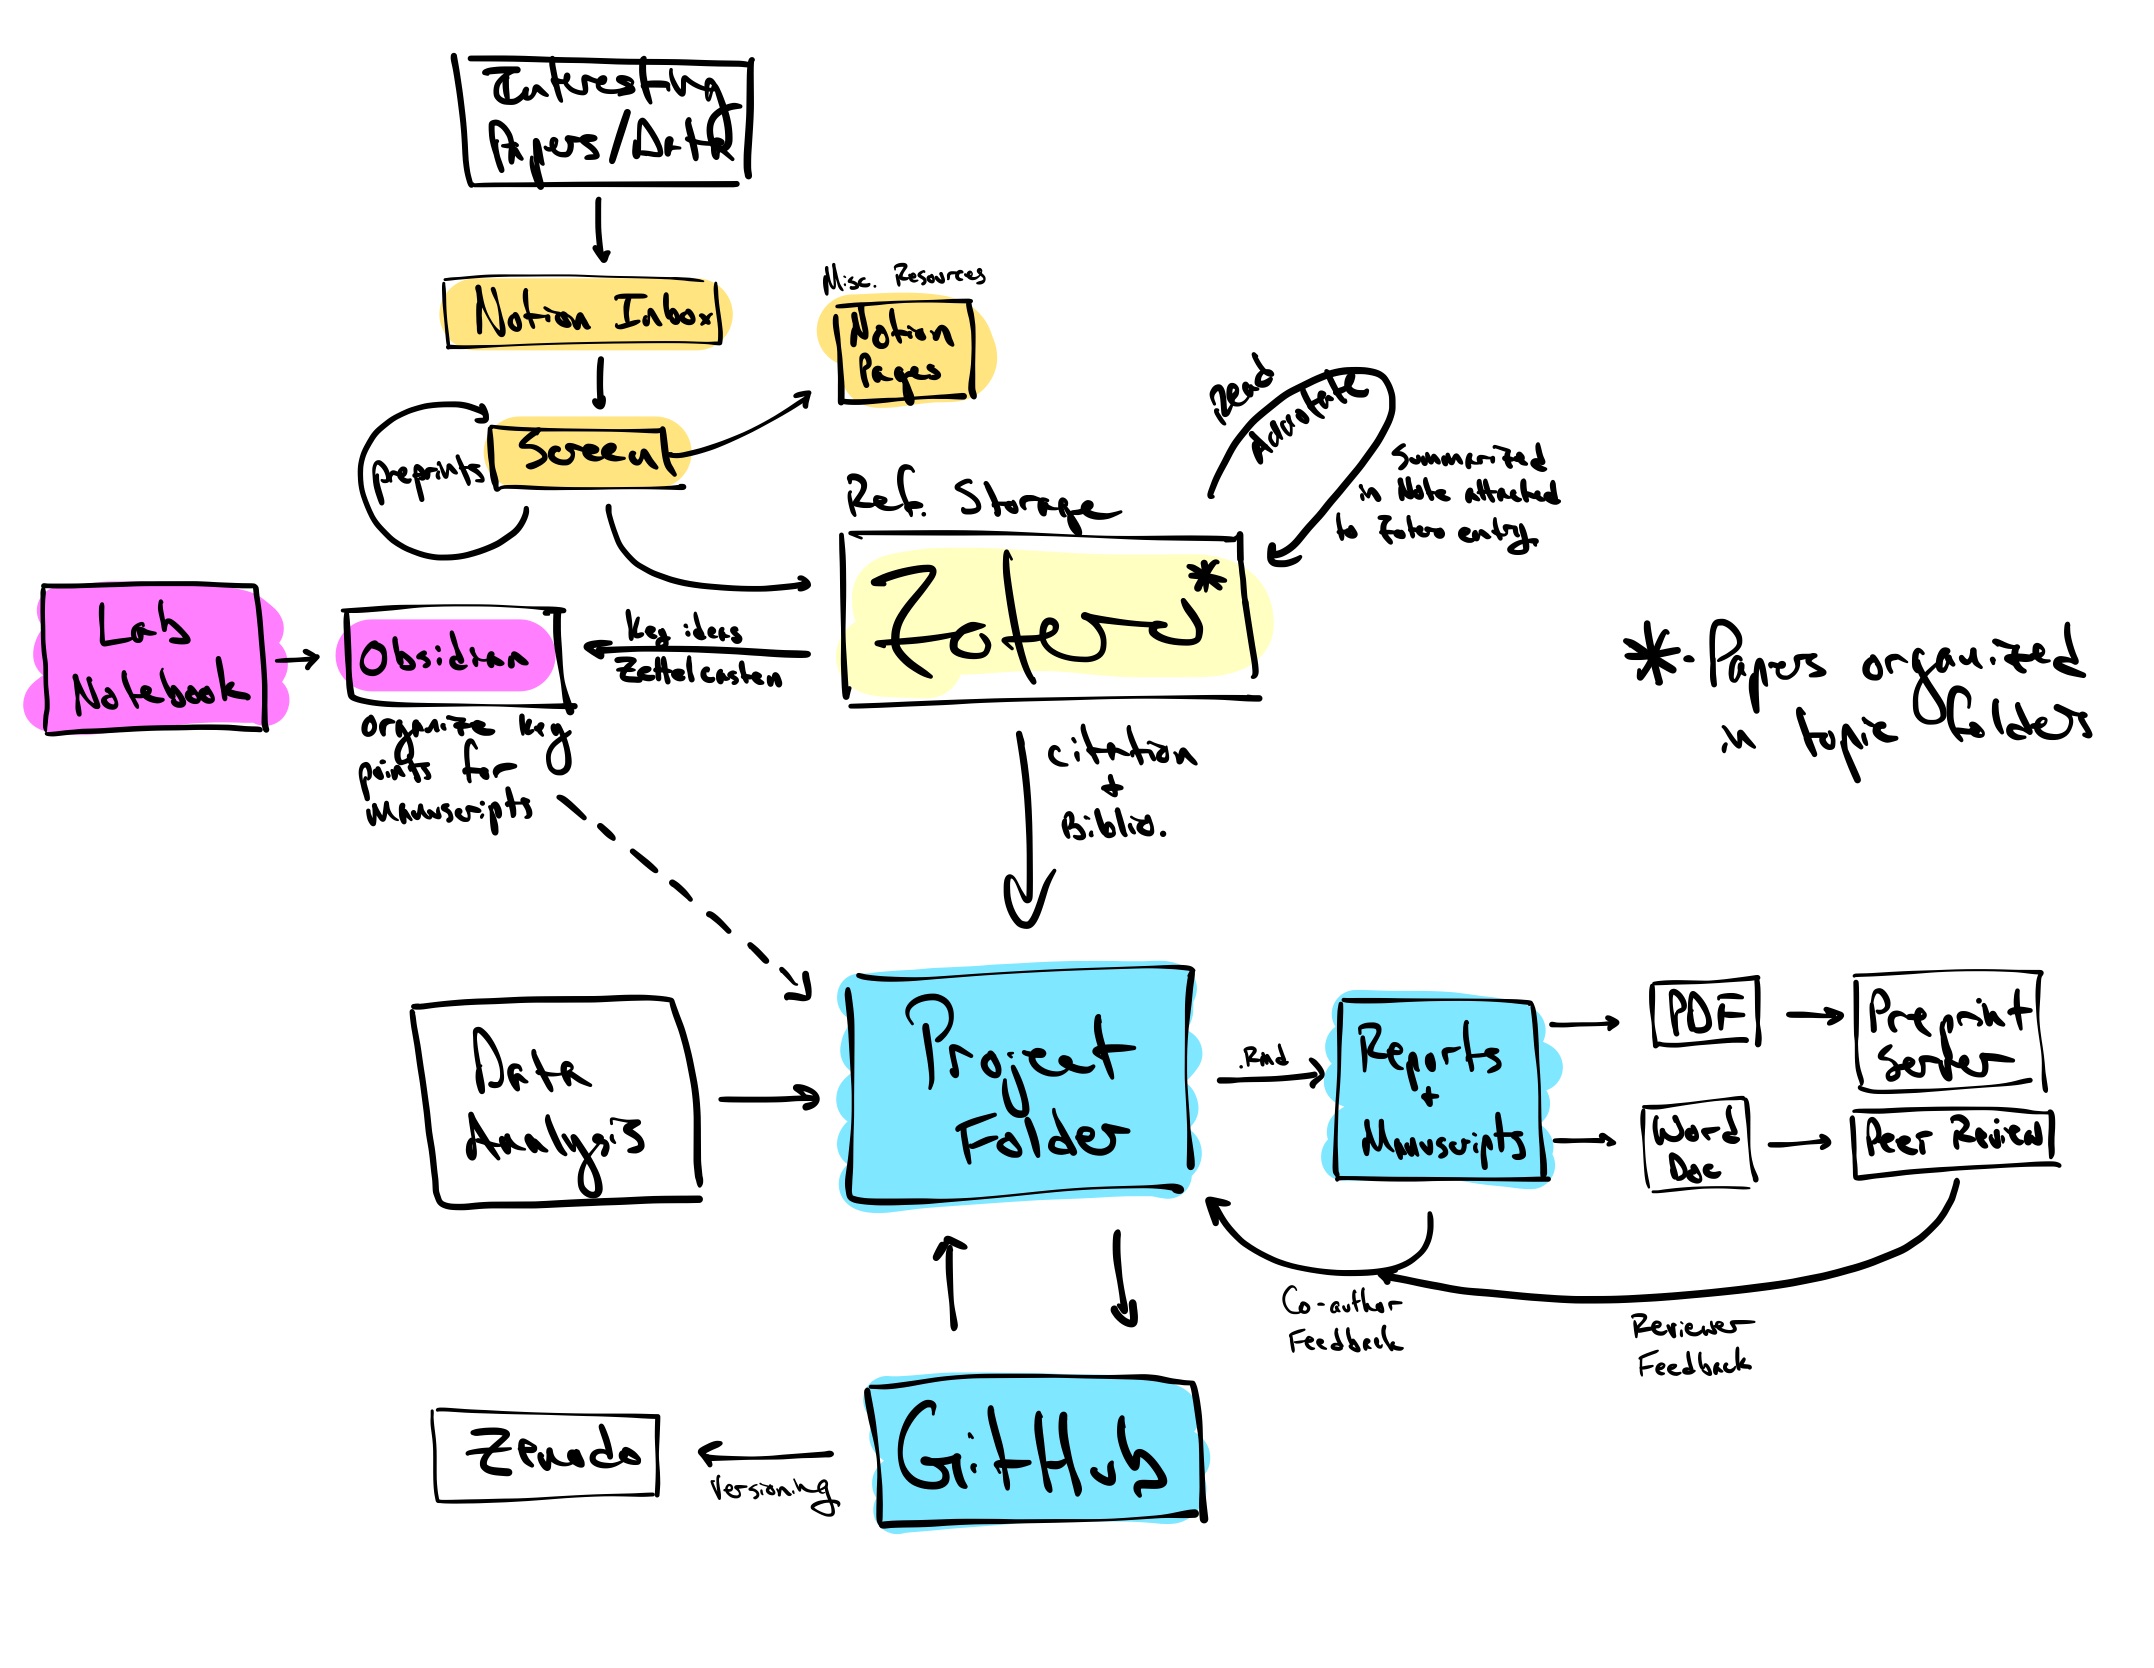 Interesting
Papers/Data
Notion Inbox
Misc. Resources
Notion
Pages
Screen
preprints
Read
Annotate
Summarized
in Note attached
to Zotero entry.
Ref. Storage
Zotero*
Lab
Notebook
Obsidian
Key ideas
Zettelcasten
organize key
points for
manuscripts
* - Papers organized
in topic folders
citation
+
Biblio.
Data
Analysis
Project
Folder
.Rmd
Reports
+
Manuscripts
PDF
Preprint
Server
Word
Doc
Peer Review
Co-author
Feedback
Reviewer
Feedback
GitHub
Versioning
Zenodo